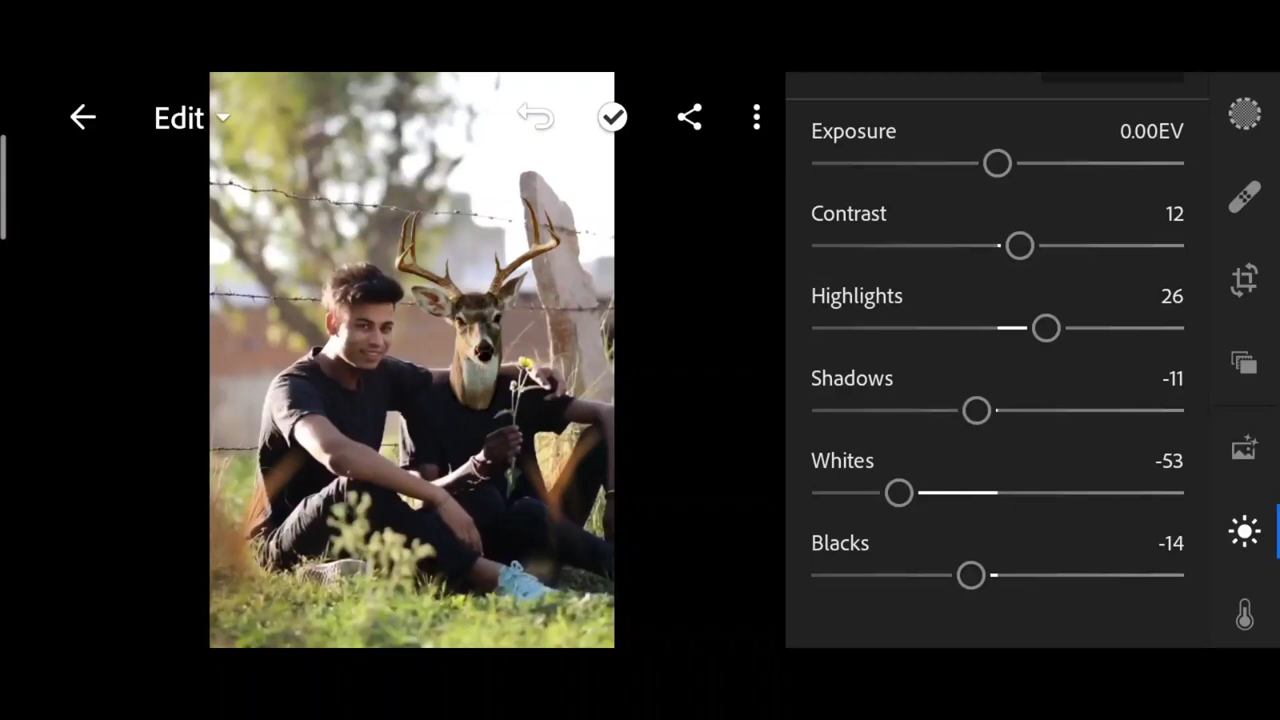 Edit
Exposure 0.00EV
Contrast 12
Highlights 26
Shadows -11
Whites -53
Blacks -14